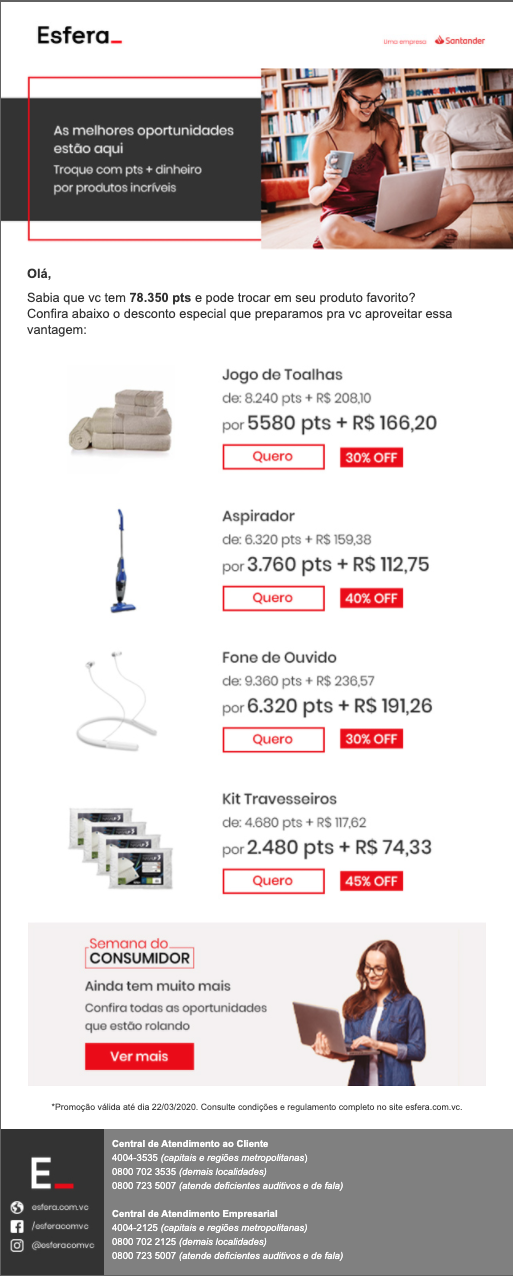 Esfera_
Uma empresa Santander
As melhores oportunidades
estão aqui
Troque com pts + dinheiro
por produtos incríveis
Olá,
Sabia que vc tem 78.350 pts e pode trocar em seu produto favorito?
Confira abaixo o desconto especial que preparamos pra vc aproveitar essa
vantagem:
Jogo de Toalhas
de: 8.240 pts + R$ 208,10
por 5580 pts + R$ 166,20
Quero 30% OFF
Aspirador
de: 6.320 pts + R$ 159,38
por 3.760 pts + R$ 112,75
Quero 40% OFF
Fone de Ouvido
de: 9.360 pts + R$ 236,57
por 6.320 pts + R$ 191,26
Quero 30% OFF
Kit Travesseiros
de: 4.680 pts + R$ 117,62
por 2.480 pts + R$ 74,33
Quero 45% OFF
Semana do
CONSUMIDOR
Ainda tem muito mais
Confira todas as oportunidades
que estão rolando
Ver mais
*Promoção válida até dia 22/03/2020. Consulte condições e regulamento completo no site esfera.com.vc.
E_
esfera.com.vc
/esferacomvc
@esferacomvc
Central de Atendimento ao Cliente
4004-3535 (capitais e regiões metropolitanas)
0800 702 3535 (demais localidades)
0800 723 5007 (atende deficientes auditivos e de fala)
Central de Atendimento Empresarial
4004-2125 (capitais e regiões metropolitanas)
0800 702 2125 (demais localidades)
0800 723 5007 (atende deficientes auditivos e de fala)